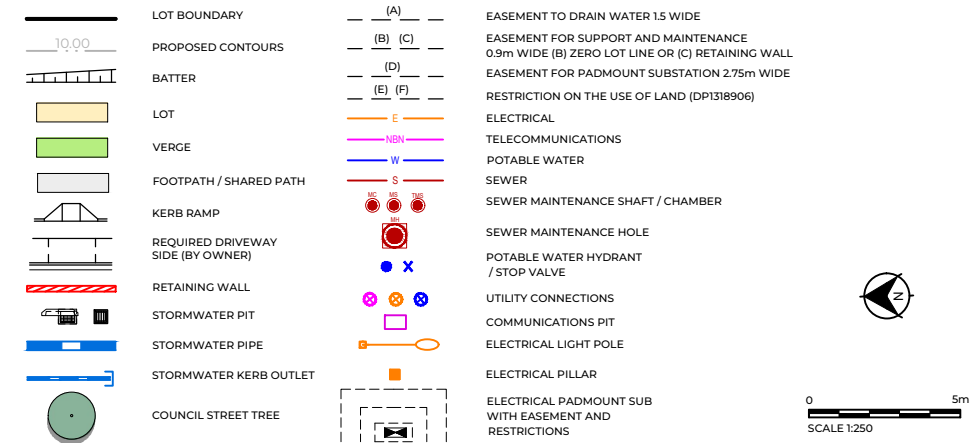 LOT BOUNDARY
10.00
PROPOSED CONTOURS
BATTER
LOT
VERGE
FOOTPATH / SHARED PATH
KERB RAMP
REQUIRED DRIVEWAY
SIDE (BY OWNER)
RETAINING WALL
STORMWATER PIT
STORMWATER PIPE
STORMWATER KERB OUTLET
COUNCIL STREET TREE
(A)
EASEMENT TO DRAIN WATER 1.5 WIDE
(B) (C)
EASEMENT FOR SUPPORT AND MAINTENANCE
0.9m WIDE (B) ZERO LOT LINE OR (C) RETAINING WALL
(D)
EASEMENT FOR PADMOUNT SUBSTATION 2.75m WIDE
(E) (F)
RESTRICTION ON THE USE OF LAND (DP1318906)
E
ELECTRICAL
NBN
TELECOMMUNICATIONS
W
POTABLE WATER
S
SEWER
MC MS TMS
SEWER MAINTENANCE SHAFT / CHAMBER
MH
SEWER MAINTENANCE HOLE
POTABLE WATER HYDRANT
/ STOP VALVE
UTILITY CONNECTIONS
COMMUNICATIONS PIT
ELECTRICAL LIGHT POLE
ELECTRICAL PILLAR
ELECTRICAL PADMOUNT SUB
WITH EASEMENT AND
RESTRICTIONS
N
0 5m
SCALE 1:250